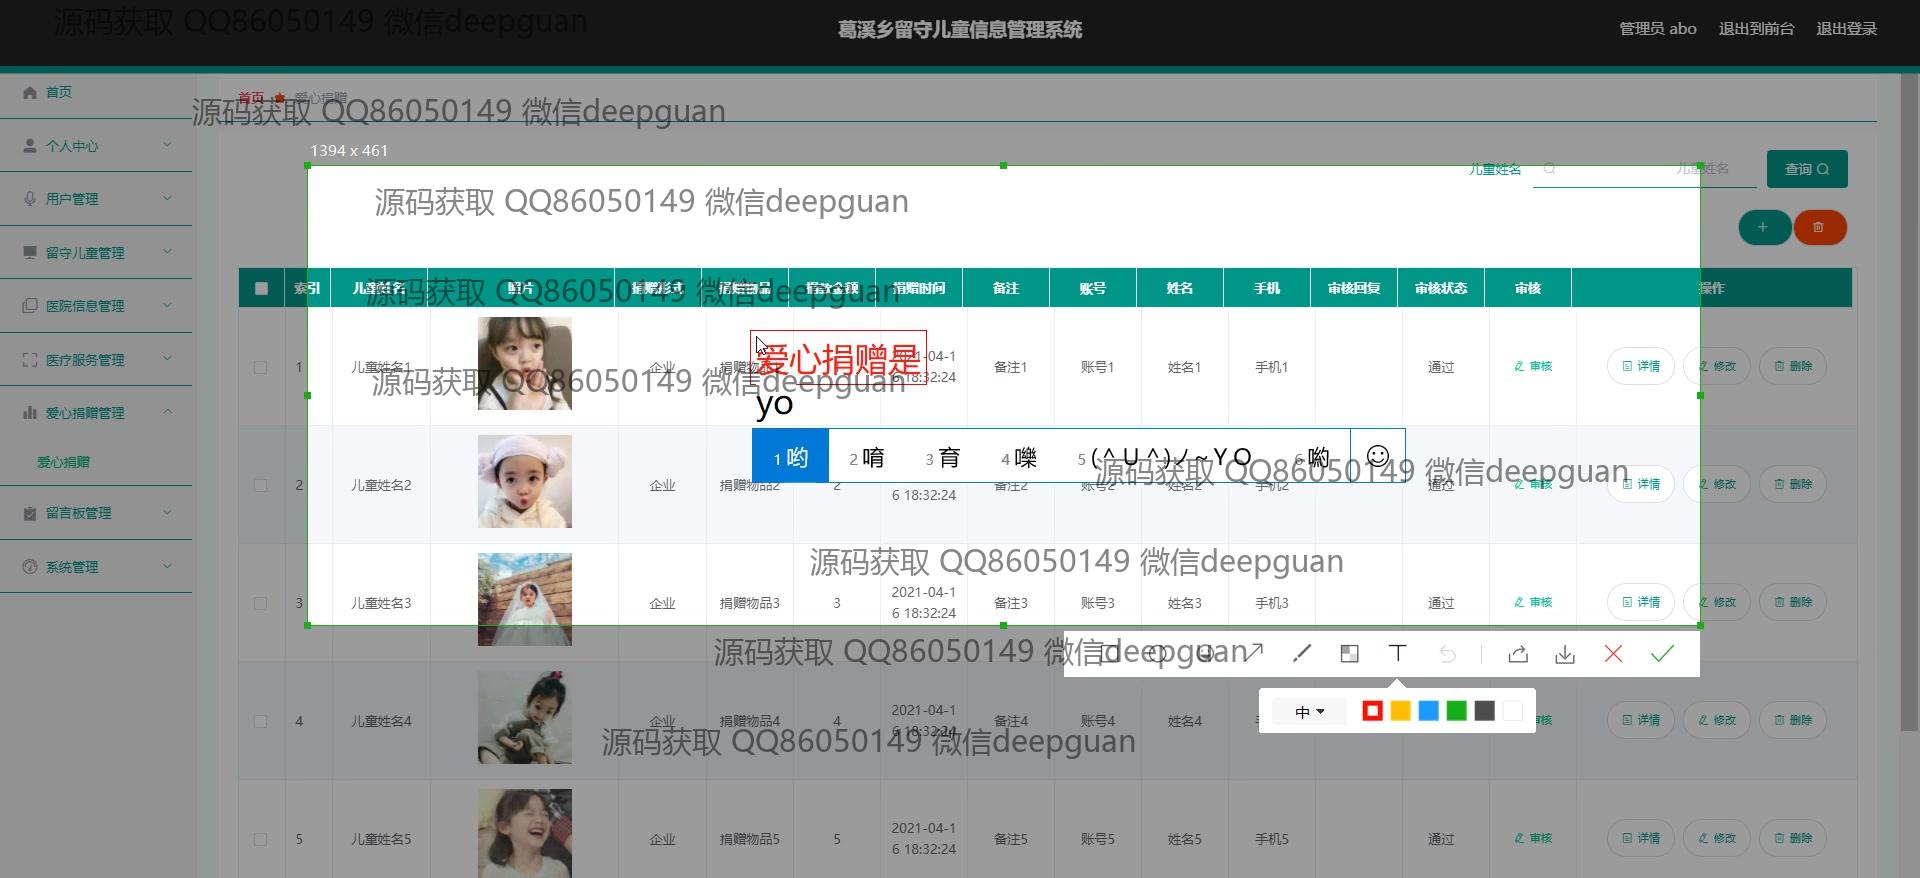 源码获取 QQ86050149 微信deepguan
葛溪乡留守儿童信息管理系统
管理员 abo 退出到前台 退出登录
首页
首页 爱心捐赠
源码获取 QQ86050149 微信deepguan
个人中心
1394 x 461
儿童姓名 儿童姓名 查询
用户管理
源码获取 QQ86050149 微信deepguan
+
留守儿童管理
索引 儿童姓名 照片 捐赠形式 捐赠物品 捐赠时间 备注 账号 姓名 手机 审核回复 审核状态 审核 操作
源码获取 QQ86050149 微信deepguan
医院信息管理
医疗服务管理
爱心捐赠是
1 儿童姓名1 企业 捐赠物品 -04-1
6 18:32:24 备注1 账号1 姓名1 手机1 通过 审核 详情 修改 删除
源码获取 QQ86050149 微信deepguan
yo
爱心捐赠管理
爱心捐赠
1 哟 2 唷 3 育 4 嚛 5 (^U^)ノ~YO 6 喲
源码获取 QQ86050149 微信deepguan
2 儿童姓名2 企业 捐赠物品2 2 6 18:32:24 备注2 账号2 姓名2 手机2 通过 审核 详情 修改 删除
留言板管理
源码获取 QQ86050149 微信deepguan
系统管理
3 儿童姓名3 企业 捐赠物品3 3 2021-04-1
6 18:32:24 备注3 账号3 姓名3 手机3 通过 审核 详情 修改 删除
源码获取 QQ86050149 微信deepguan
T
中
4 儿童姓名4 企业 捐赠物品4 4 2021-04-1
6 18:32:24 备注4 账号4 姓名4 核 详情 修改 删除
源码获取 QQ86050149 微信deepguan
5 儿童姓名5 企业 捐赠物品5 5 2021-04-1
6 18:32:24 备注5 账号5 姓名5 手机5 通过 审核 详情 修改 删除